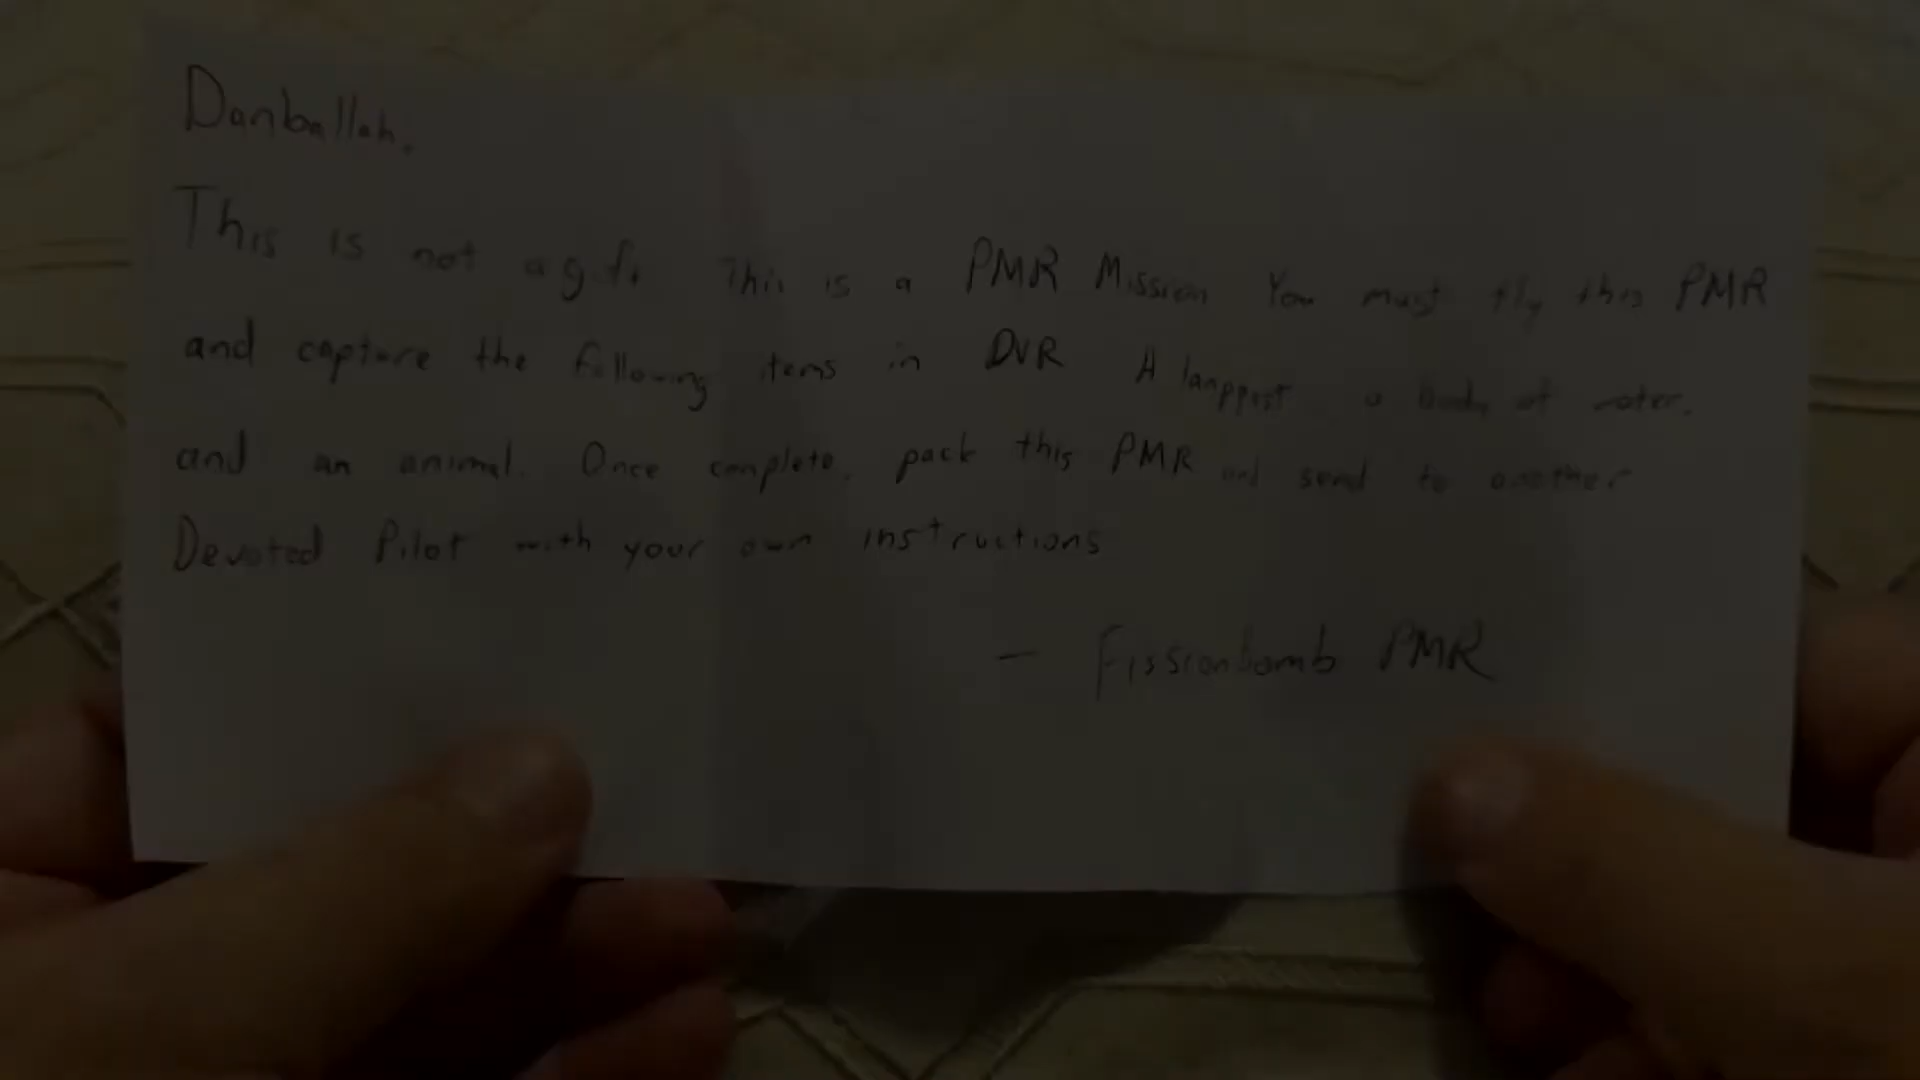 Danballah,
This is not a gift This is a PMR Mission You must fly this PMR
and capture the following items in DVR A lamppost a body of water,
and an animal. Once complete, pack this PMR and send to another
Devoted Pilot with your own instructions
- Fissionbomb PMR